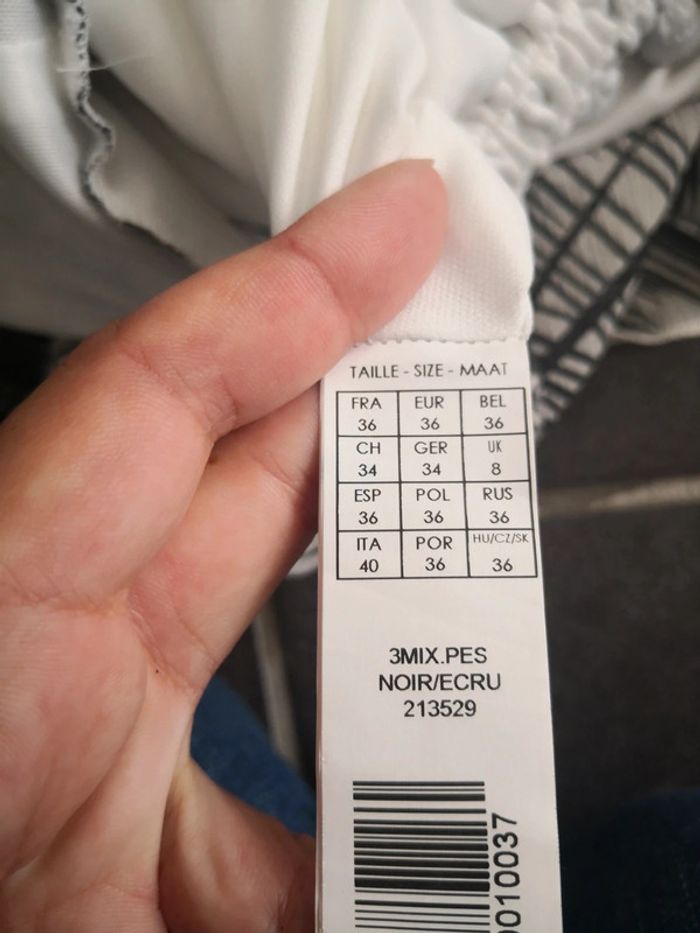 TAILLE - SIZE - MAAT
FRA EUR BEL
36 36 36
CH GER UK
34 34 8
ESP POL RUS
36 36 36
ITA POR HU/CZ/SK
40 36 36
3MIX.PES
NOIR/ECRU
213529